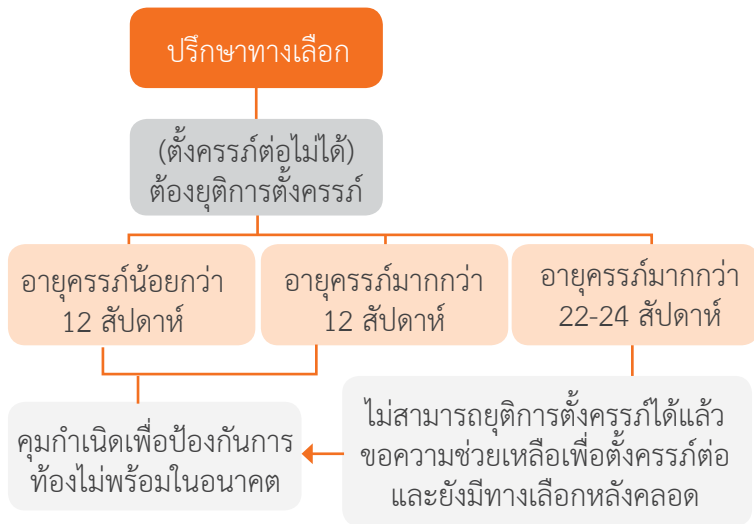 ปรึกษาทางเลือก
(ตั้งครรภ์ต่อไม่ได้)
ต้องยุติการตั้งครรภ์
อายุครรภ์น้อยกว่า
12 สัปดาห์
อายุครรภ์มากกว่า
12 สัปดาห์
อายุครรภ์มากกว่า
22-24 สัปดาห์
คุมกำเนิดเพื่อป้องกันการ
ท้องไม่พร้อมในอนาคต
ไม่สามารถยุติการตั้งครรภ์ได้แล้ว
ขอความช่วยเหลือเพื่อตั้งครรภ์ต่อ
และยังมีทางเลือกหลังคลอด